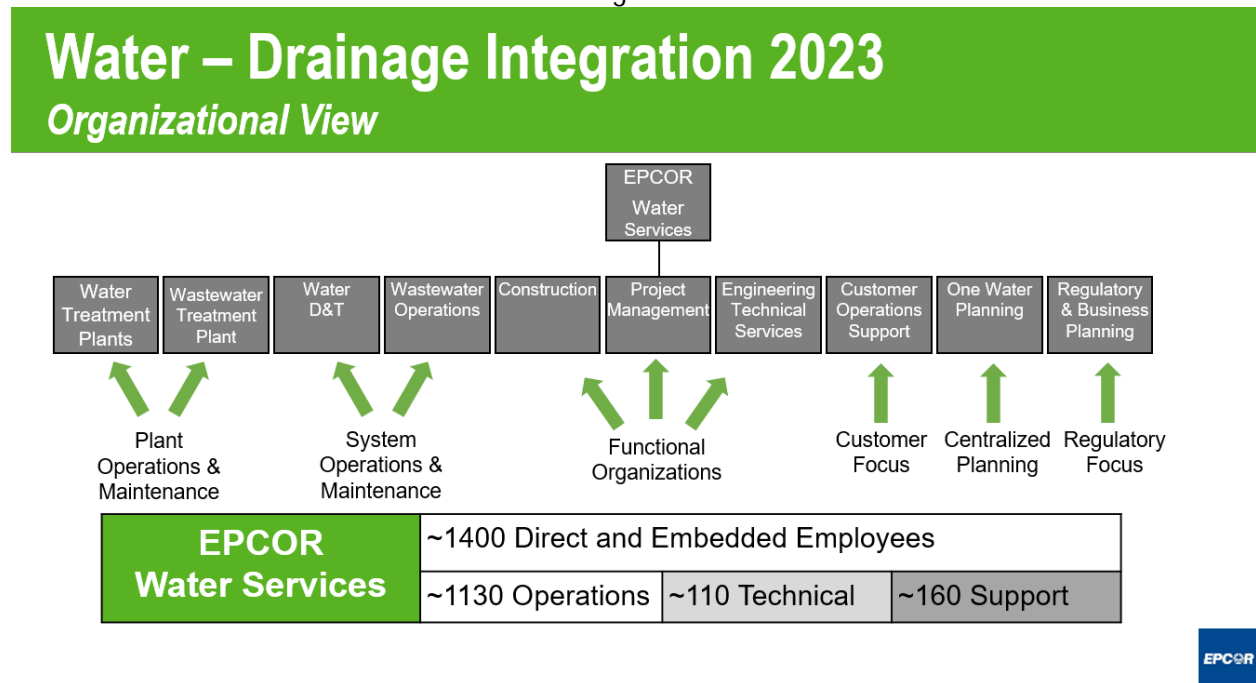 Water – Drainage Integration 2023
Organizational View
EPCOR
Water
Services
Water
Treatment
Plants
Wastewater
Treatment
Plant
Water
D&T
Wastewater
Operations
Construction
Project
Management
Engineering
Technical
Services
Customer
Operations
Support
One Water
Planning
Regulatory
& Business
Planning
Plant
Operations &
Maintenance
System
Operations &
Maintenance
Functional
Organizations
Customer
Focus
Centralized
Planning
Regulatory
Focus
EPCOR
Water Services
~1400 Direct and Embedded Employees
~1130 Operations
~110 Technical
~160 Support
EPCOR